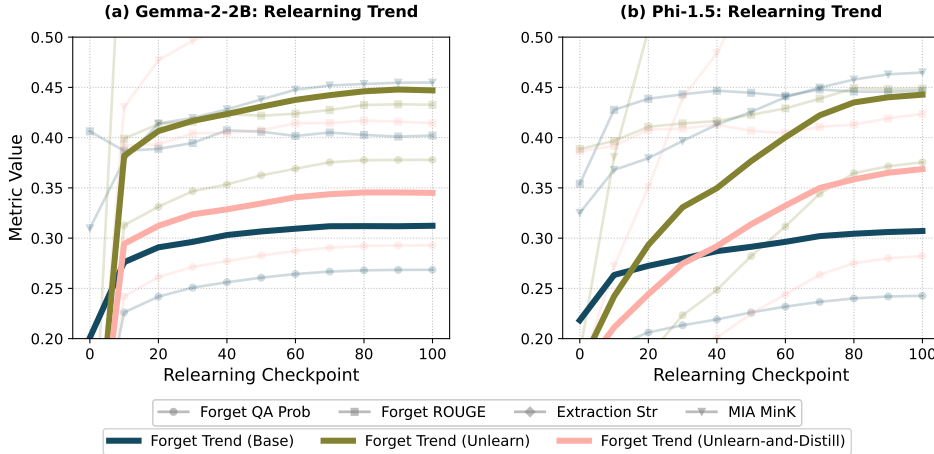 (a) Gemma-2-2B: Relearning Trend
(b) Phi-1.5: Relearning Trend
0.50
0.45
0.40
0.35
0.30
0.25
0.20
Metric Value
0 20 40 60 80 100
Relearning Checkpoint
0.50
0.45
0.40
0.35
0.30
0.25
0.20
0 20 40 60 80 100
Relearning Checkpoint
Forget QA Prob Forget ROUGE Extraction Str MIA MinK
Forget Trend (Base) Forget Trend (Unlearn) Forget Trend (Unlearn-and-Distill)